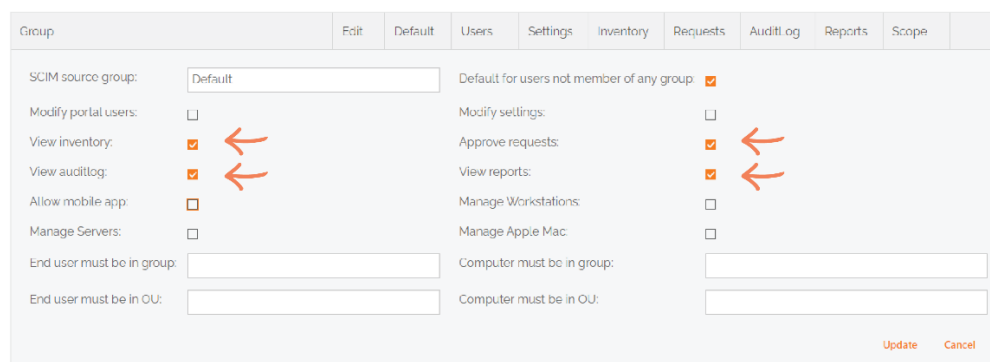 Group Edit Default Users Settings Inventory Requests AuditLog Reports Scope
SCIM source group: Default Default for users not member of any group:
Modify portal users: Modify settings:
View inventory: Approve requests:
View auditlog: View reports:
Allow mobile app: Manage Workstations:
Manage Servers: Manage Apple Mac:
End user must be in group: Computer must be in group:
End user must be in OU: Computer must be in OU:
Update Cancel